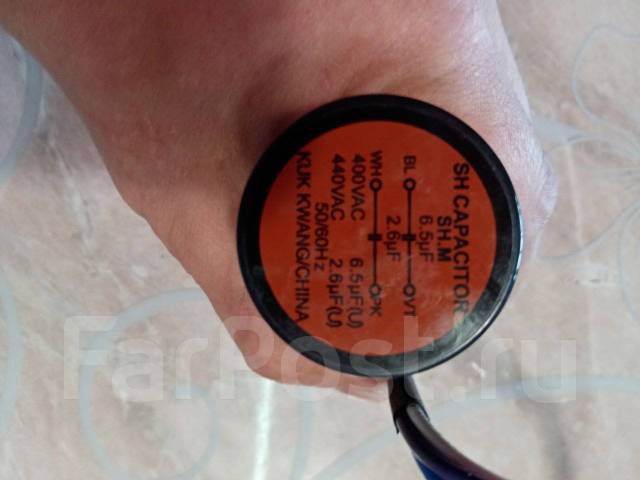 SH CAPACITOR
SH.M
6.5µF
BL VT
2.6µF
WH PK
400VAC 6.5µF(U)
440VAC 2.6µF(U)
50/60Hz
KUK KWANG/CHINA
FarPost.ru